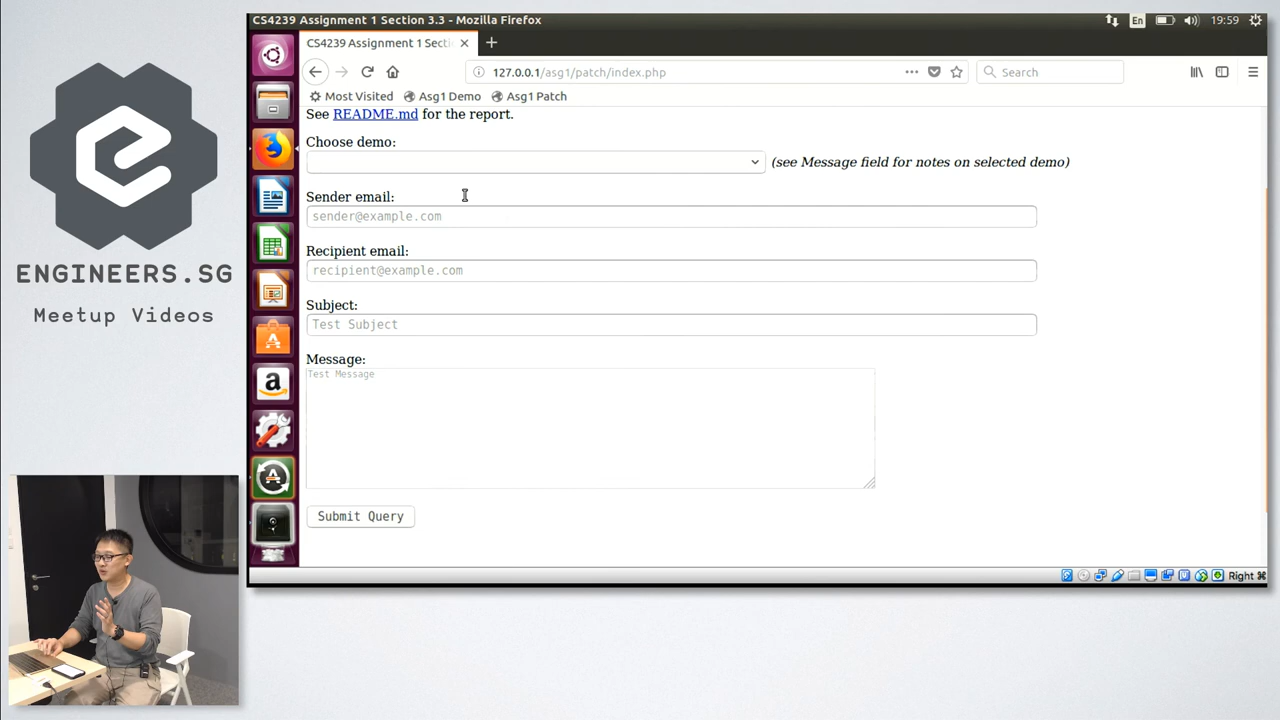 CS4239 Assignment 1 Section 3.3 - Mozilla Firefox
En
19:59
CS4239 Assignment 1 Secti
127.0.0.1/asg1/patch/index.php
Search
Most Visited
Asg1 Demo
Asg1 Patch
See README.md for the report.
Choose demo:
(see Message field for notes on selected demo)
Sender email:
sender@example.com
Recipient email:
recipient@example.com
Subject:
Test Subject
Message:
Test Message
Submit Query
Right ⌘
ENGINEERS.SG
Meetup Videos